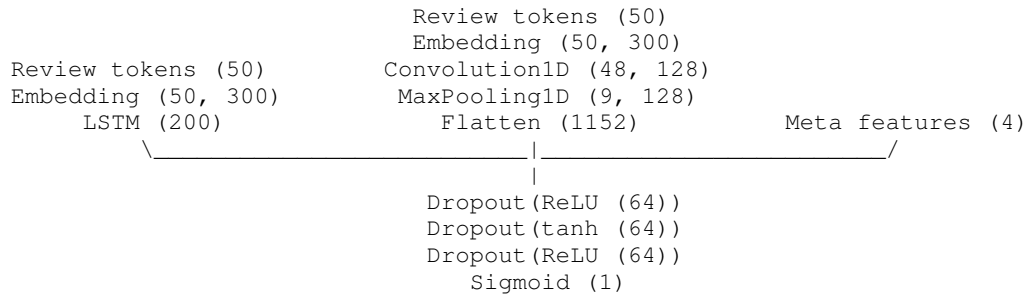 Review tokens (50)
Embedding (50, 300)
Review tokens (50) Convolution1D (48, 128)
Embedding (50, 300) MaxPooling1D (9, 128)
LSTM (200) Flatten (1152) Meta features (4)
Dropout(ReLU (64))
Dropout(tanh (64))
Dropout(ReLU (64))
Sigmoid (1)